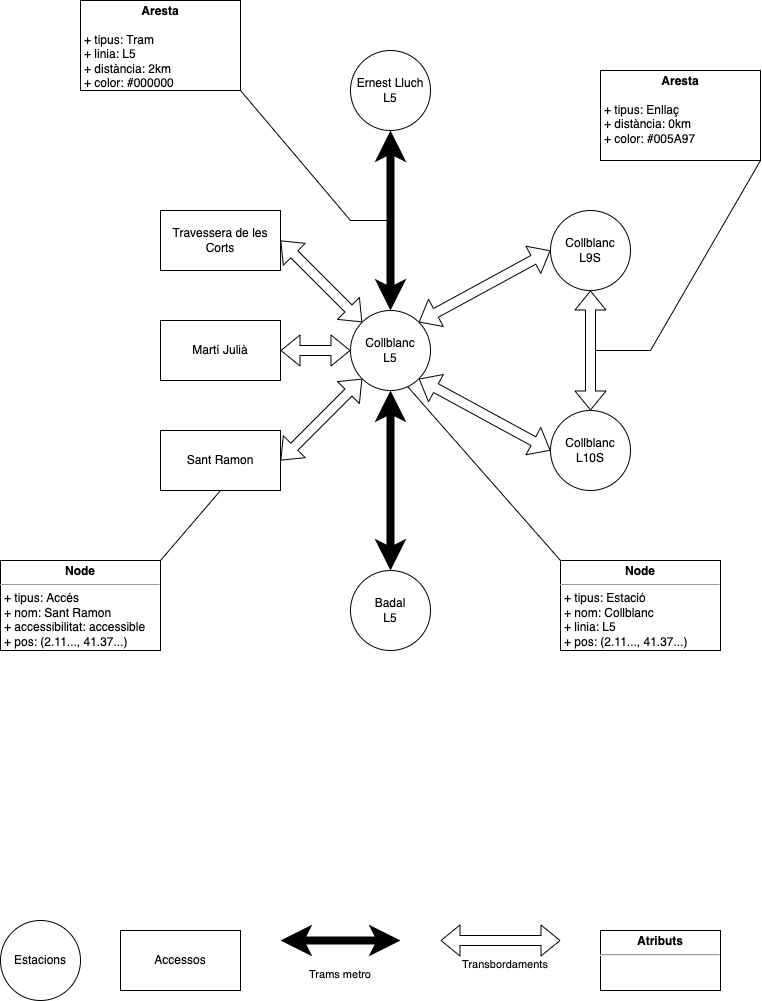 Aresta
+ tipus: Tram
+ linia: L5
+ distància: 2km
+ color: #000000
Ernest Lluch
L5
Aresta
+ tipus: Enllaç
+ distància: 0km
+ color: #005A97
Travessera de les
Corts
Collblanc
L9S
Martí Julià
Collblanc
L5
Sant Ramon
Collblanc
L10S
Node
+ tipus: Accés
+ nom: Sant Ramon
+ accessibilitat: accessible
+ pos: (2.11..., 41.37...)
Badal
L5
Node
+ tipus: Estació
+ nom: Collblanc
+ linia: L5
+ pos: (2.11..., 41.37...)
Estacions
Accessos
Trams metro
Transbordaments
Atributs